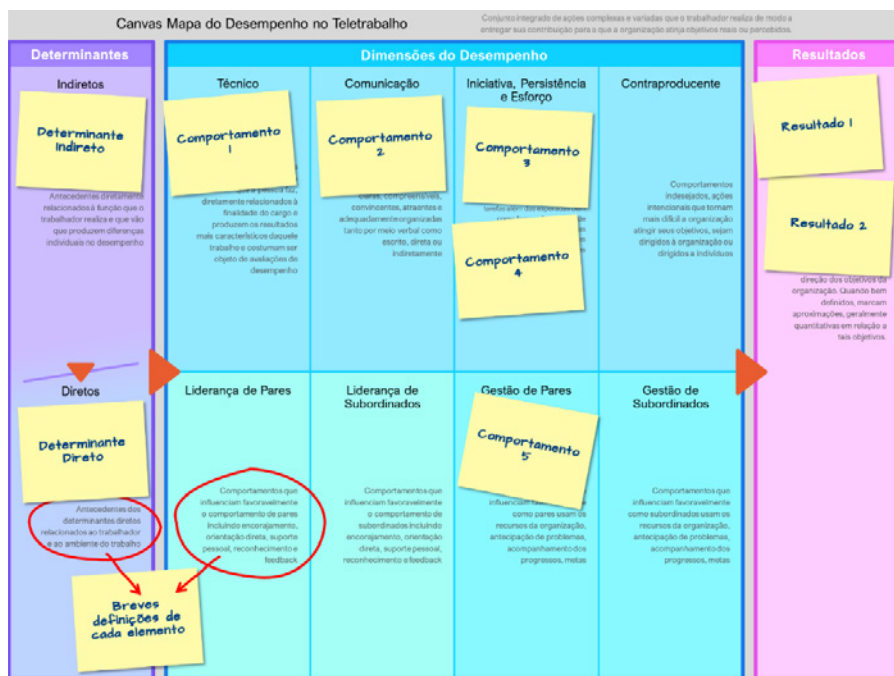 Canvas Mapa do Desempenho no Teletrabalho
Conjunto integrado de ações complexas e variadas que o trabalhador realiza de modo a
entregar sua contribuição para o que a organização atinja objetivos reais ou percebidos.
Determinantes
Dimensões do Desempenho
Resultados
Indiretos
Determinante
Indireto
Antecedentes diretamente
relacionados à função que o
trabalhador realiza e que vão
que produzem diferenças
individuais no desempenho
Técnico
Comportamento
1
que a pessoa faz,
diretamente relacionados à
finalidade do cargo e
produzem os resultados
mais característicos daquele
trabalho e costumam ser
objeto de avaliações de
desempenho
Comunicação
Comportamento
2
claras, compreensíveis,
convincentes, atraentes e
adequadamente organizadas
tanto por meio verbal como
escrito, direta ou
indiretamente
Iniciativa, Persistência
e Esforço
Comportamento
3
Comportamento
4
Contraproducente
Comportamentos
indesejados, ações
intencionais que tornam
mais difícil a organização
atingir seus objetivos, sejam
dirigidos à organização ou
dirigidos a indivíduos
Resultado 1
Resultado 2
direção dos objetivos da
organização. Quando bem
definidos, marcam
aproximações, geralmente
quantitativas em relação a
tais objetivos.
Diretos
Determinante
Direto
Antecedentes dos
determinantes diretos
relacionados ao trabalhador
e ao ambiente do trabalho
Breves
definições de
cada elemento
Liderança de Pares
Comportamentos que
influenciam favoravelmente
o comportamento de pares
incluindo encorajamento,
orientação direta, suporte
pessoal, reconhecimento e
feedback
Liderança de
Subordinados
Comportamentos que
influenciam favoravelmente
o comportamento de
subordinados incluindo
encorajamento, orientação
direta, suporte pessoal,
reconhecimento e feedback
Gestão de Pares
Comportamento
5
influenciam favoravelmente
como pares usam os
recursos da organização,
antecipação de problemas,
acompanhamento dos
progressos, metas
Gestão de
Subordinados
Comportamentos que
influenciam favoravelmente
como subordinados usam os
recursos da organização,
antecipação de problemas,
acompanhamento dos
progressos, metas